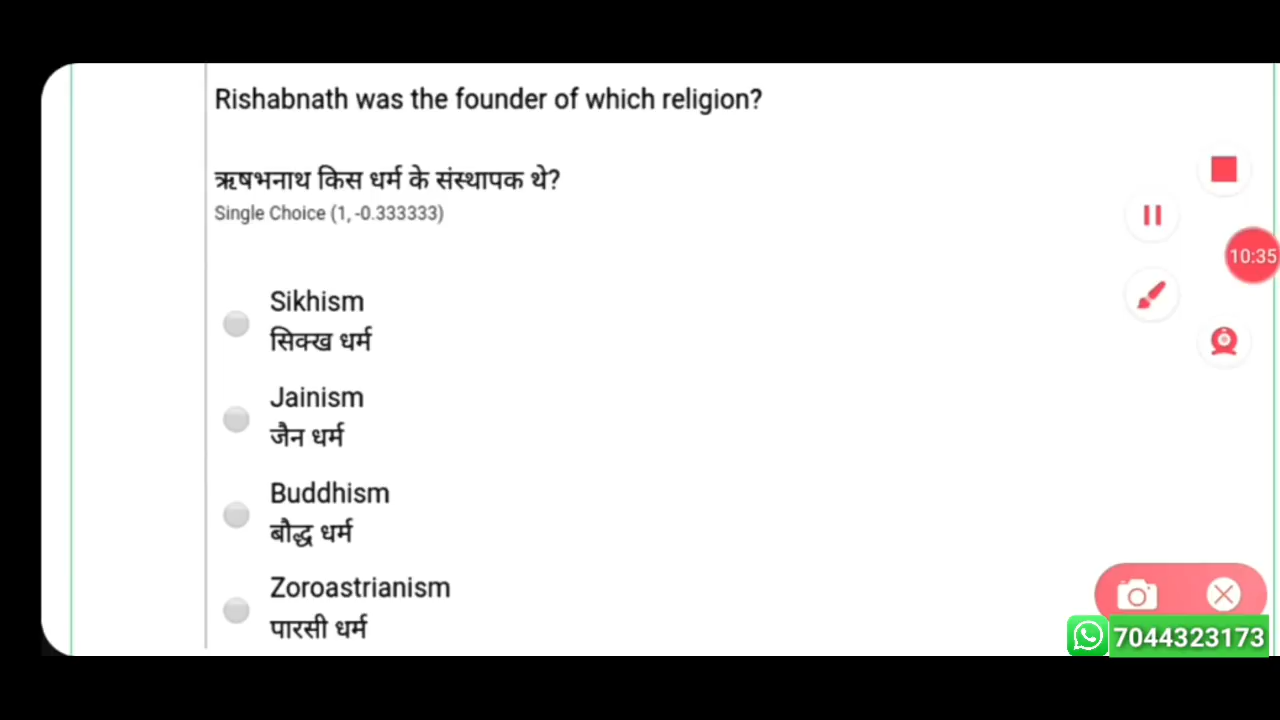 Rishabnath was the founder of which religion?
ऋषभनाथ किस धर्म के संस्थापक थे?
Single Choice (1, -0.333333)
Sikhism
सिक्ख धर्म
Jainism
जैन धर्म
Buddhism
बौद्ध धर्म
Zoroastrianism
पारसी धर्म
10:35
7044323173